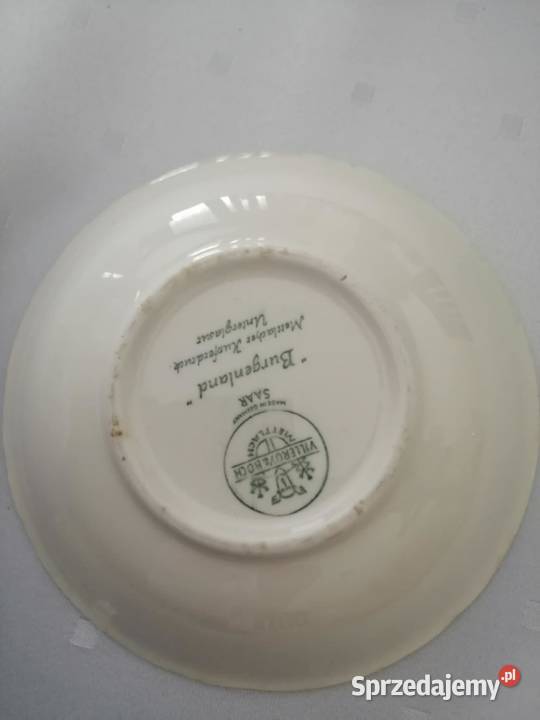 VILLEROY & BOCH
METTLACH
MADE IN GERMANY
SAAR
"Burgenland"
Mettlacher Kupferdruck
Unterglasur
Sprzedajemy.pl